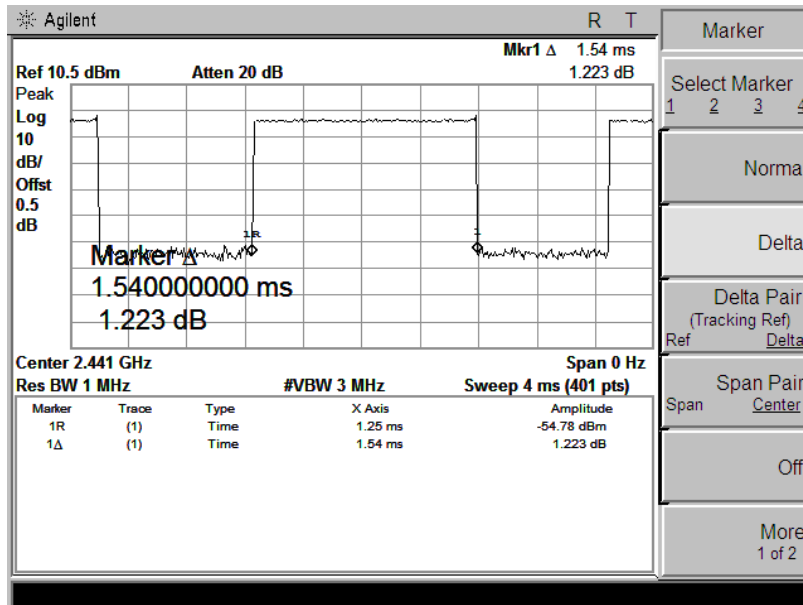 Agilent R T
Mkr1 Δ 1.54 ms
Ref 10.5 dBm Atten 20 dB 1.223 dB
Peak
Log
10
dB/
Offst
0.5
dB
1R
1
Marker Δ
1.540000000 ms
1.223 dB
Center 2.441 GHz Span 0 Hz
Res BW 1 MHz #VBW 3 MHz Sweep 4 ms (401 pts)
Marker Trace Type X Axis Amplitude
1R (1) Time 1.25 ms -54.78 dBm
1Δ (1) Time 1.54 ms 1.223 dB
Marker
Select Marker
1 2 3 4
Norma
Delta
Delta Pair
(Tracking Ref)
Ref Delta
Span Pair
Span Center
Off
More
1 of 2